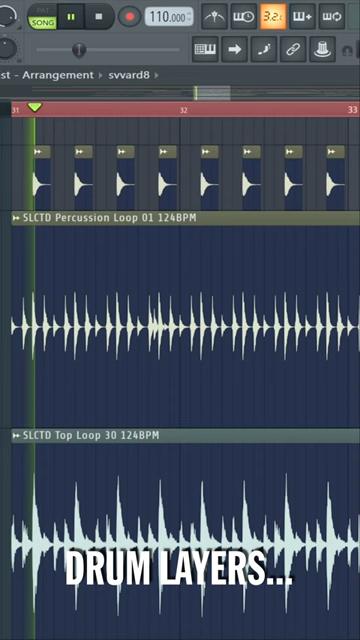 PAT
SONG
110.000
3.2.
st - Arrangement › svvard8 ›
31
32
33
SLCTD Percussion Loop 01 124BPM
SLCTD Top Loop 30 124BPM
DRUM LAYERS...